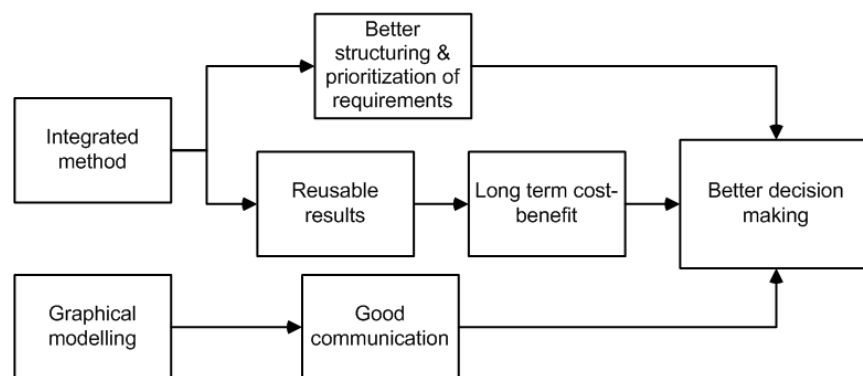 Better
structuring &
prioritization of
requirements
Integrated
method
Reusable
results
Long term cost-
benefit
Better decision
making
Graphical
modelling
Good
communication